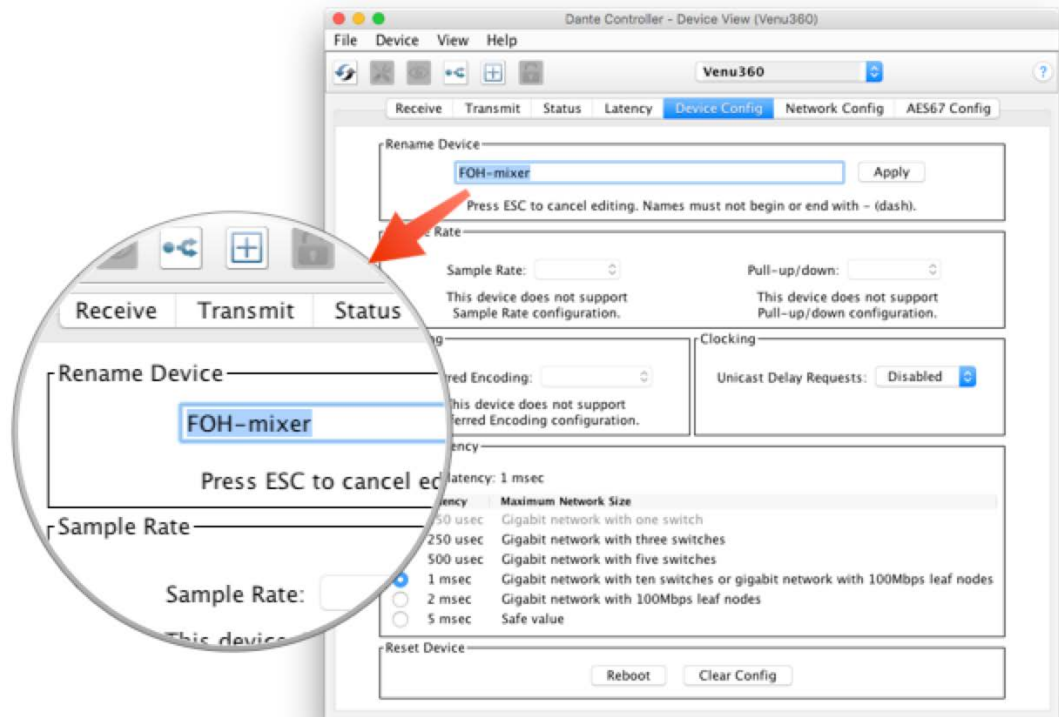 Dante Controller - Device View (Venu360)
File Device View Help
Venu360
?
Receive Transmit Status Latency Device Config Network Config AES67 Config
Rename Device
FOH-mixer
Apply
Press ESC to cancel editing. Names must not begin or end with - (dash).
Rate
Sample Rate:
Pull-up/down:
This device does not support
Sample Rate configuration.
This device does not support
Pull-up/down configuration.
Clocking
Encoding:
This device does not support
Encoding configuration.
Unicast Delay Requests: Disabled
latency: 1 msec
Maximum Network Size
usec Gigabit network with one switch
250 usec Gigabit network with three switches
500 usec Gigabit network with five switches
1 msec Gigabit network with ten switches or gigabit network with 100Mbps leaf nodes
2 msec Gigabit network with 100Mbps leaf nodes
5 msec Safe value
Reset Device
Reboot Clear Config
Receive Transmit Status
Rename Device
FOH-mixer
Press ESC to cancel
Sample Rate
Sample Rate:
This device